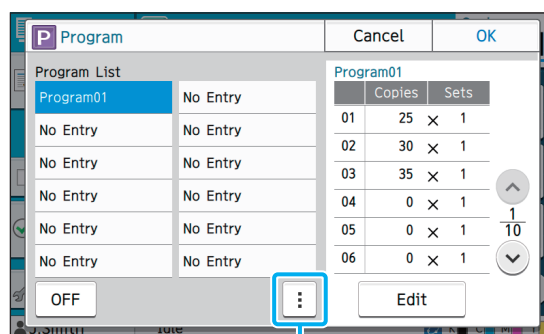 P Program
Cancel
OK
Program List
Program01
No Entry
No Entry
No Entry
No Entry
No Entry
No Entry
No Entry
No Entry
No Entry
No Entry
No Entry
Program01
Copies Sets
01 25 × 1
02 30 × 1
03 35 × 1
04 0 × 1
05 0 × 1
06 0 × 1
1
10
OFF
Edit
J.Smith Idle
K C M